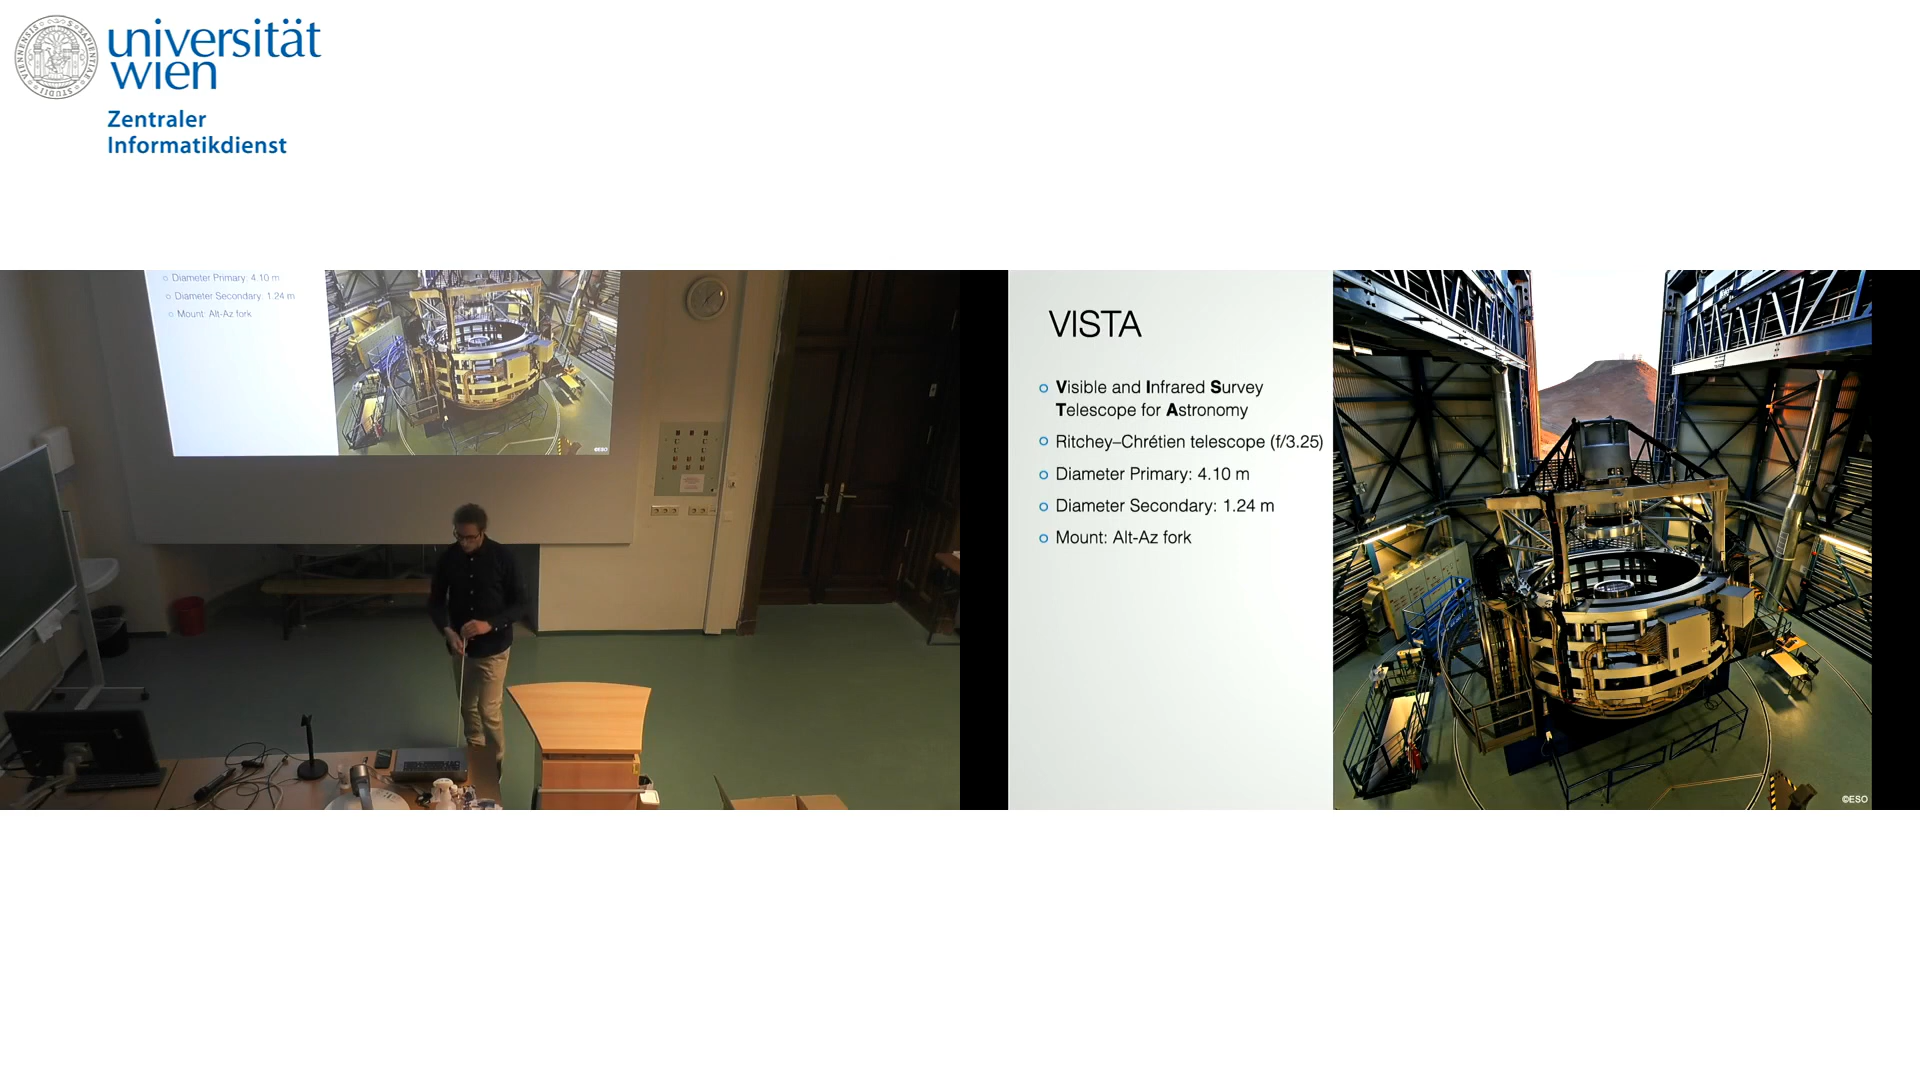 universität
wien
Zentraler
Informatikdienst
Diameter Primary: 4.10 m
Diameter Secondary: 1.24 m
Mount: Alt-Az fork
©ESO
VISTA
Visible and Infrared Survey
Telescope for Astronomy
Ritchey–Chrétien telescope (f/3.25)
Diameter Primary: 4.10 m
Diameter Secondary: 1.24 m
Mount: Alt-Az fork
©ESO